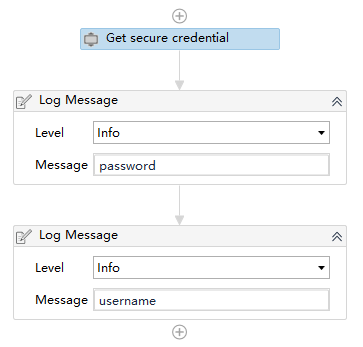 Get secure credential
Log Message
Level Info
Message password
Log Message
Level Info
Message username